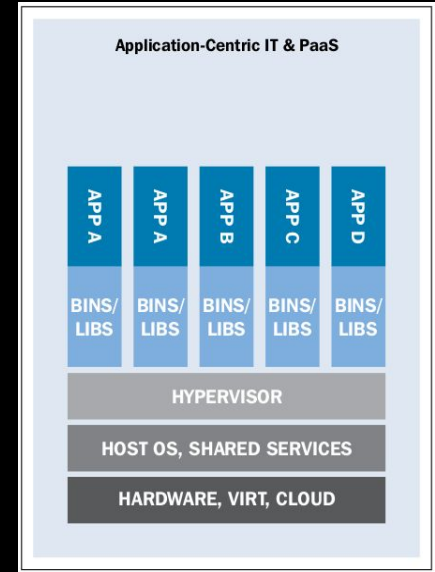 Application-Centric IT & PaaS
APP A
APP A
APP B
APP C
APP D
BINS/
LIBS
BINS/
LIBS
BINS/
LIBS
BINS/
LIBS
BINS/
LIBS
HYPERVISOR
HOST OS, SHARED SERVICES
HARDWARE, VIRT, CLOUD